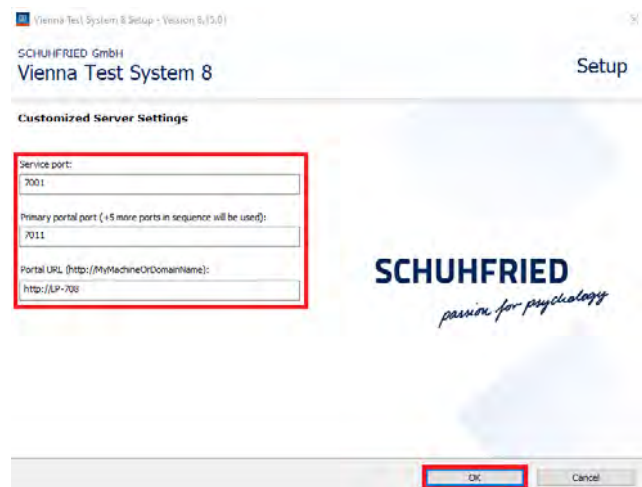 Vienna Test System 8 Setup - Version 8.15.01
SCHUHFRIED GmbH
Vienna Test System 8
Setup
Customized Server Settings
Service port:
7001
Primary portal port (+5 more ports in sequence will be used):
7011
Portal URL (http://MyMachineOrDomainName):
http://LP-708
SCHUHFRIED
passion for psychology
OK
Cancel